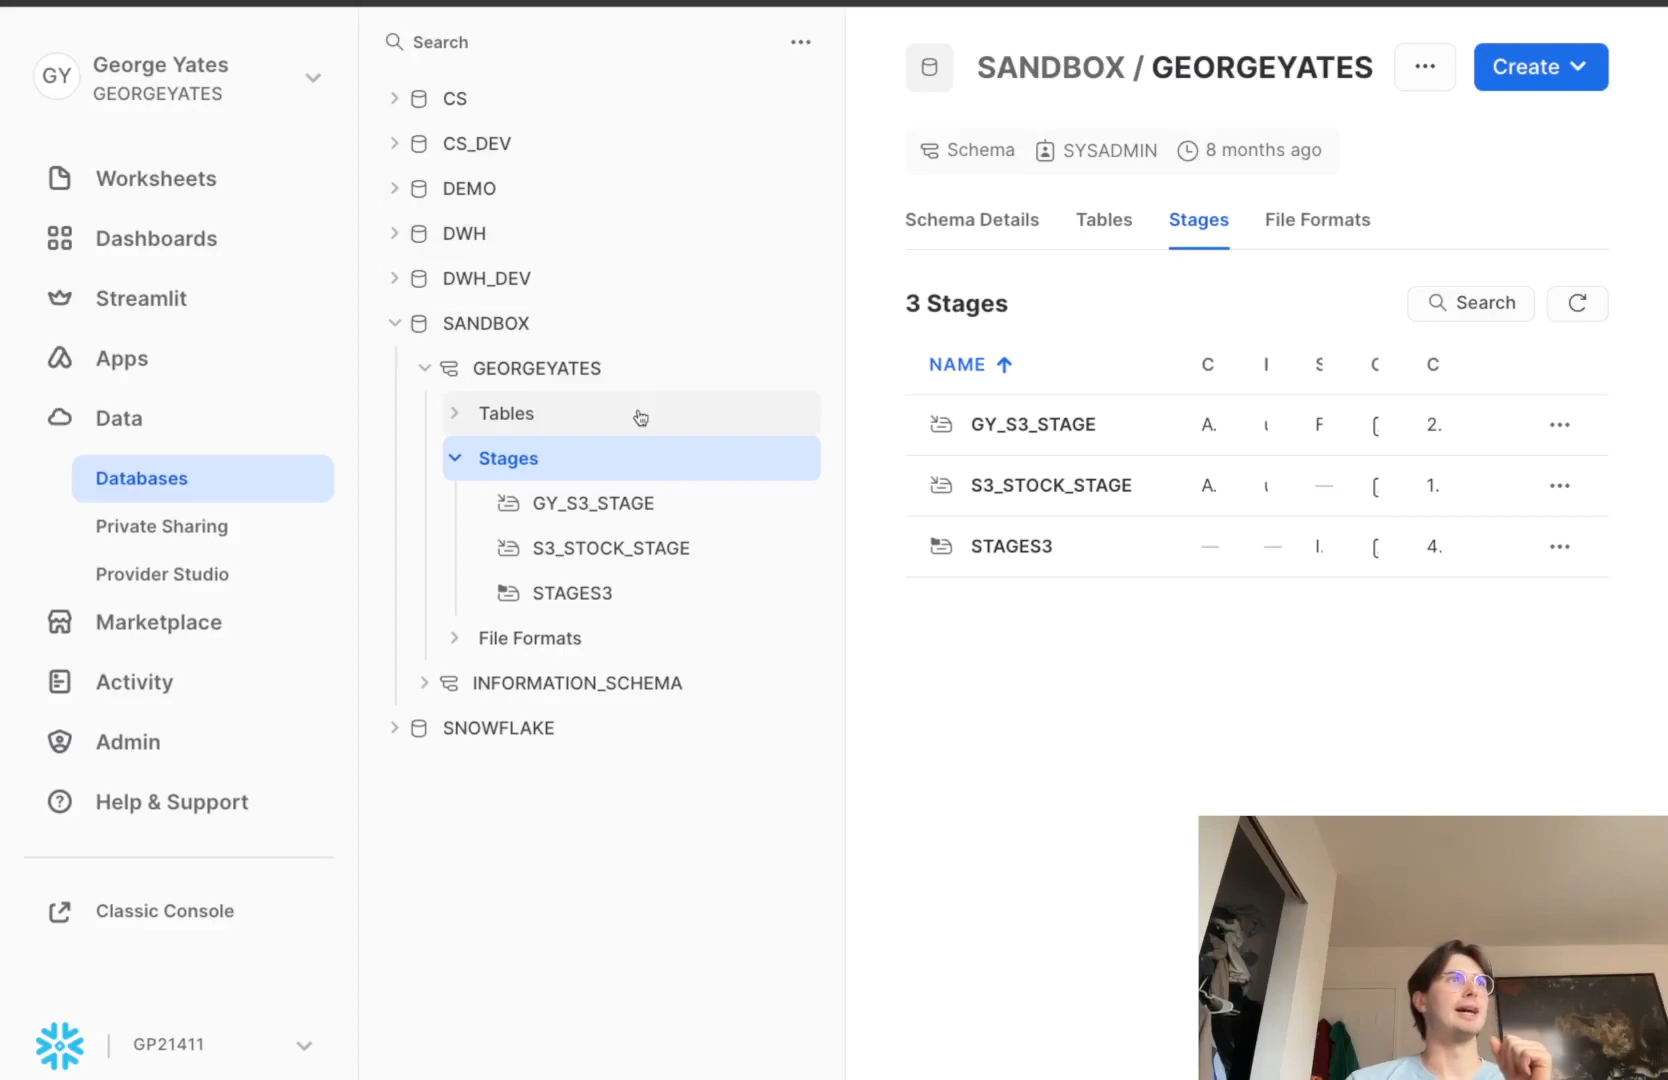 GY
George Yates
GEORGEYATES
Worksheets
Dashboards
Streamlit
Apps
Data
Databases
Private Sharing
Provider Studio
Marketplace
Activity
Admin
Help & Support
Classic Console
GP21411
Search
CS
CS_DEV
DEMO
DWH
DWH_DEV
SANDBOX
GEORGEYATES
Tables
Stages
GY_S3_STAGE
S3_STOCK_STAGE
STAGES3
File Formats
INFORMATION_SCHEMA
SNOWFLAKE
SANDBOX / GEORGEYATES
Create
Schema SYSADMIN 8 months ago
Schema Details Tables Stages File Formats
3 Stages
Search
NAME C I S C C
GY_S3_STAGE A. F 2.
S3_STOCK_STAGE A. — 1.
STAGES3 — — I. 4.